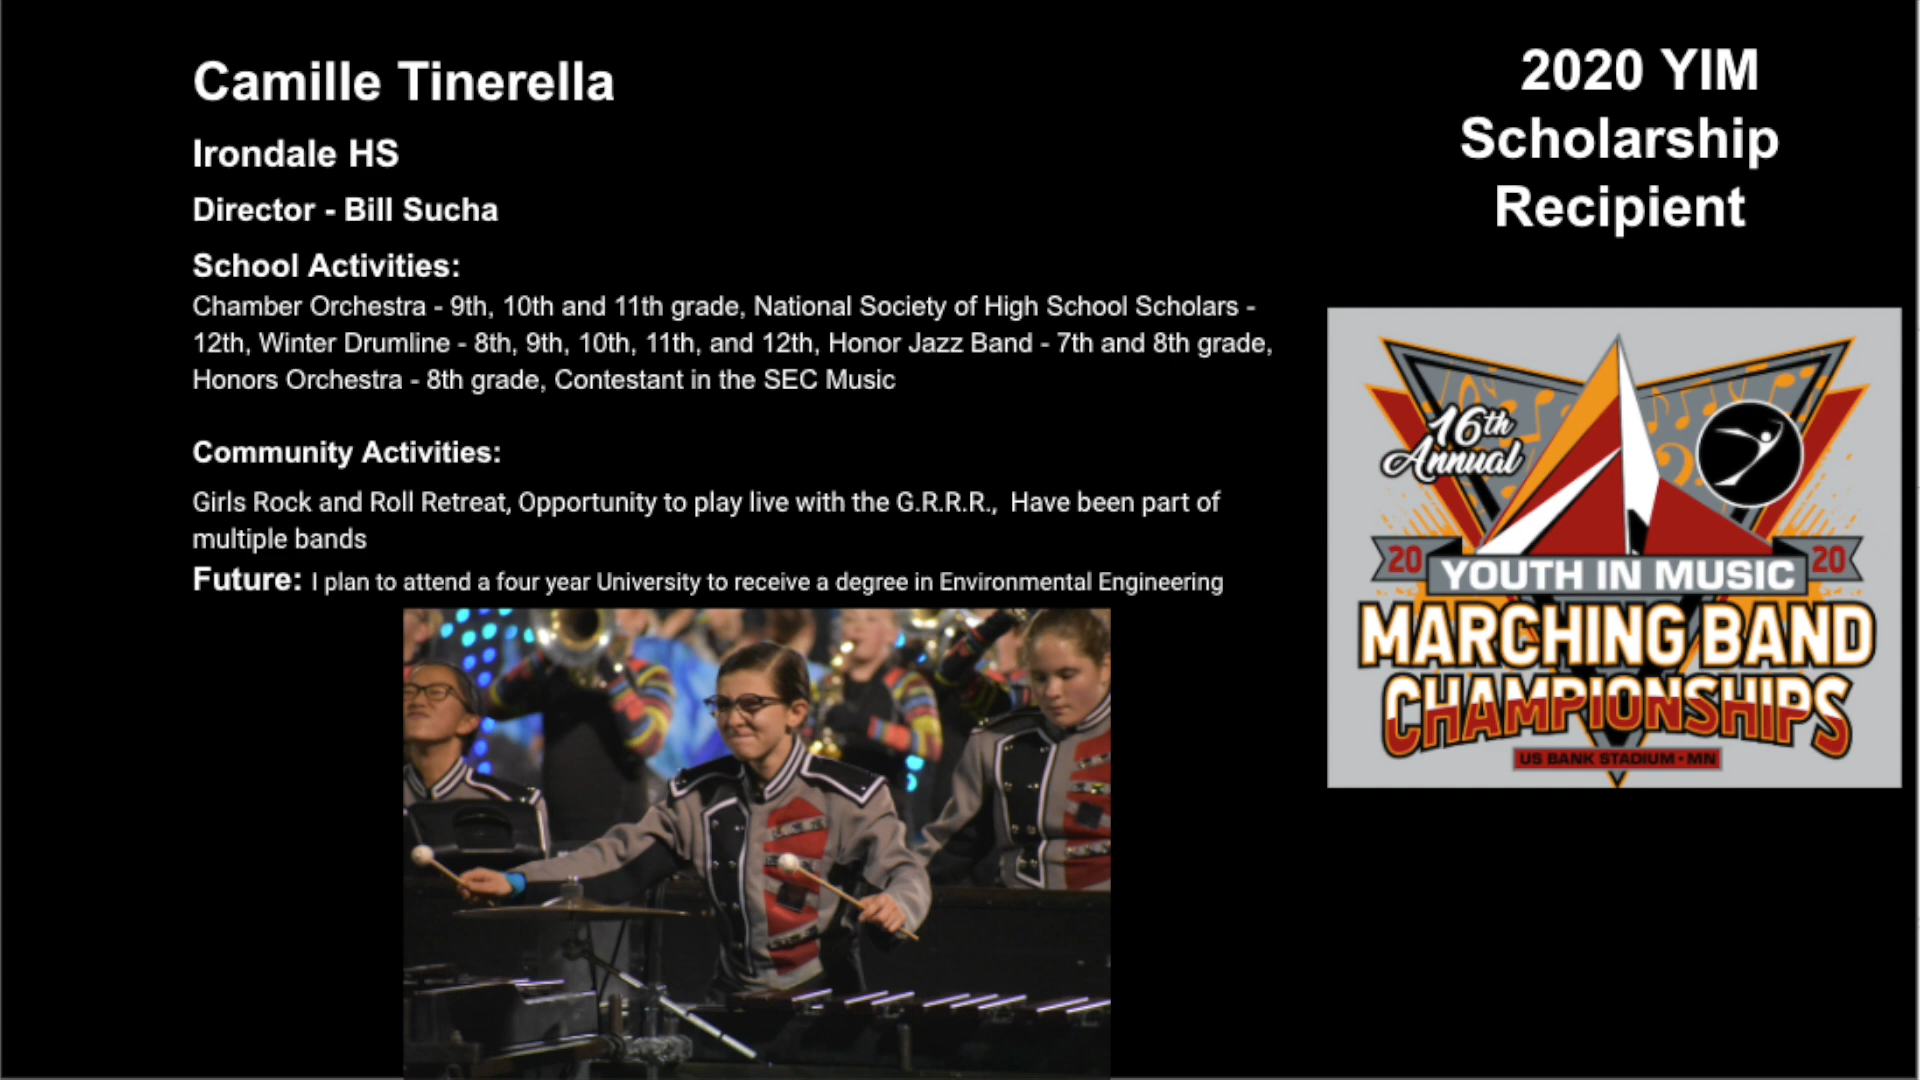 Camille Tinerella
Irondale HS
Director - Bill Sucha
School Activities:
Chamber Orchestra - 9th, 10th and 11th grade, National Society of High School Scholars -
12th, Winter Drumline - 8th, 9th, 10th, 11th, and 12th, Honor Jazz Band - 7th and 8th grade,
Honors Orchestra - 8th grade, Contestant in the SEC Music
Community Activities:
Girls Rock and Roll Retreat, Opportunity to play live with the G.R.R.R., Have been part of
multiple bands
Future: I plan to attend a four year University to receive a degree in Environmental Engineering
2020 YIM
Scholarship
Recipient
16th
Annual
20 YOUTH IN MUSIC 20
MARCHING BAND
CHAMPIONSHIPS
US BANK STADIUM • MN